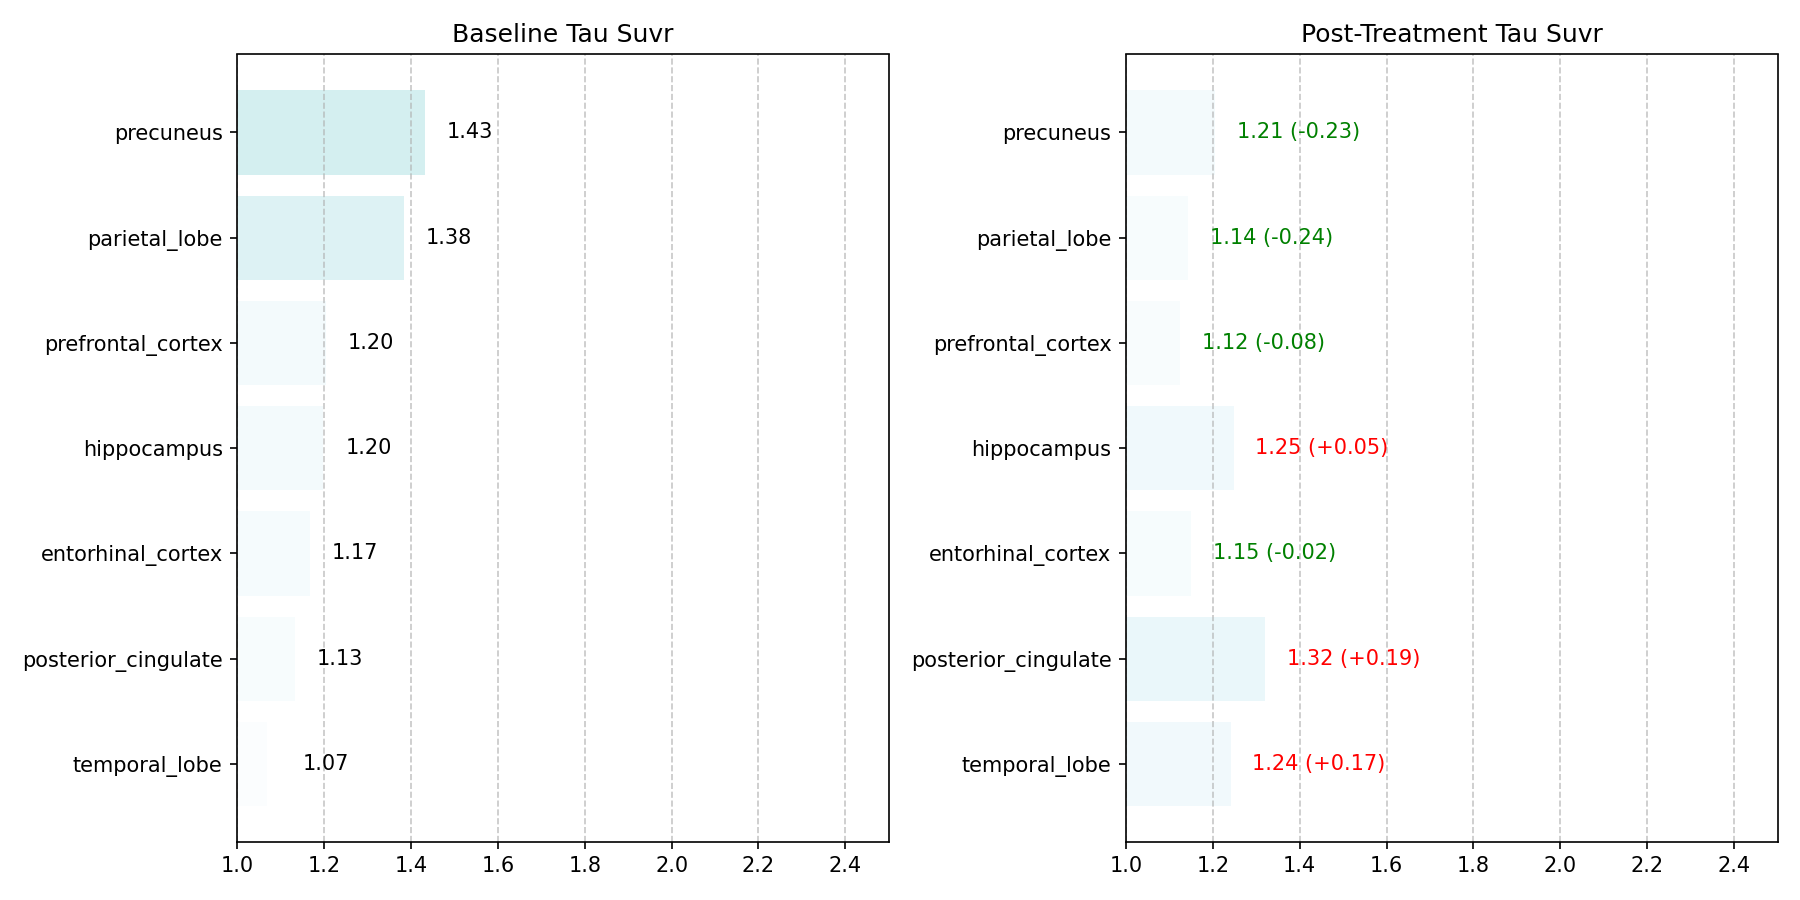 Baseline Tau Suvr
precuneus 1.43
parietal_lobe 1.38
prefrontal_cortex 1.20
hippocampus 1.20
entorhinal_cortex 1.17
posterior_cingulate 1.13
temporal_lobe 1.07
1.0 1.2 1.4 1.6 1.8 2.0 2.2 2.4
Post-Treatment Tau Suvr
precuneus 1.21 (-0.23)
parietal_lobe 1.14 (-0.24)
prefrontal_cortex 1.12 (-0.08)
hippocampus 1.25 (+0.05)
entorhinal_cortex 1.15 (-0.02)
posterior_cingulate 1.32 (+0.19)
temporal_lobe 1.24 (+0.17)
1.0 1.2 1.4 1.6 1.8 2.0 2.2 2.4